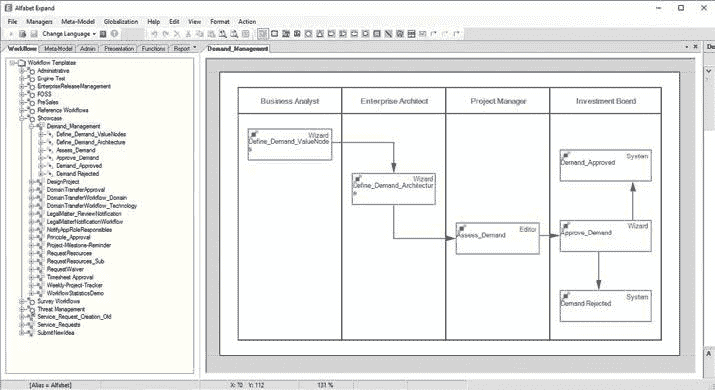 Alfabet Expand
File Managers Meta-Model Globalization Help Edit View Format Action
Change Language
Workflows Meta-Model Admin Presentation Functions Report
Demand_Management
Workflow Templates
Administrative
Engine Test
EnterpriseReleaseManagement
FOSS
PreSales
Reference Workflows
Showcase
Demand_Management
Define_Demand_ValueNodes
Define_Demand_Architecture
Assess_Demand
Approve_Demand
Demand_Approved
Demand Rejected
DesignProject
DomainTransferApproval
DomainTransferWorkflow_Domain
DomainTransferWorkflow_Technology
LegalMatter_ReviewNotification
LegalMatterNotificationWorkflow
NotifyAppRoleResponsibles
Principle_Approval
Project-Milestone-Reminder
RequestResources
RequestResources_Sub
RequestWaiver
Timesheet Approval
Weekly-Project-Tracker
WorkflowStatisticsDemo
Survey Workflows
Threat Management
Service_Request_Creation_Old
Service_Requests
SubmitNewIdea
Business Analyst
Enterprise Architect
Project Manager
Investment Board
Wizard
Define_Demand_ValueNode
s
Wizard
Define_Demand_Architectur
e
Editor
Assess_Demand
System
Demand_Approved
Wizard
Approve_Demand
System
Demand Rejected
De
A
[Alias = Alfabet]
X: 70 Y: 112
131 %